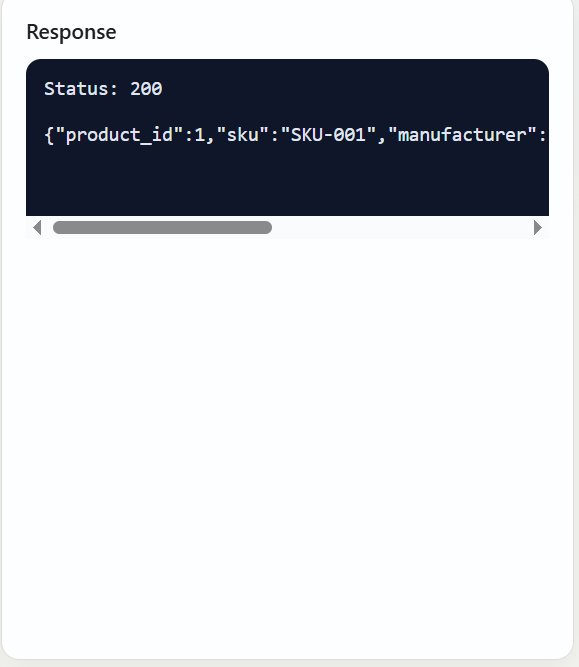 Response
Status: 200
{"product_id":1,"sku":"SKU-001","manufacturer":